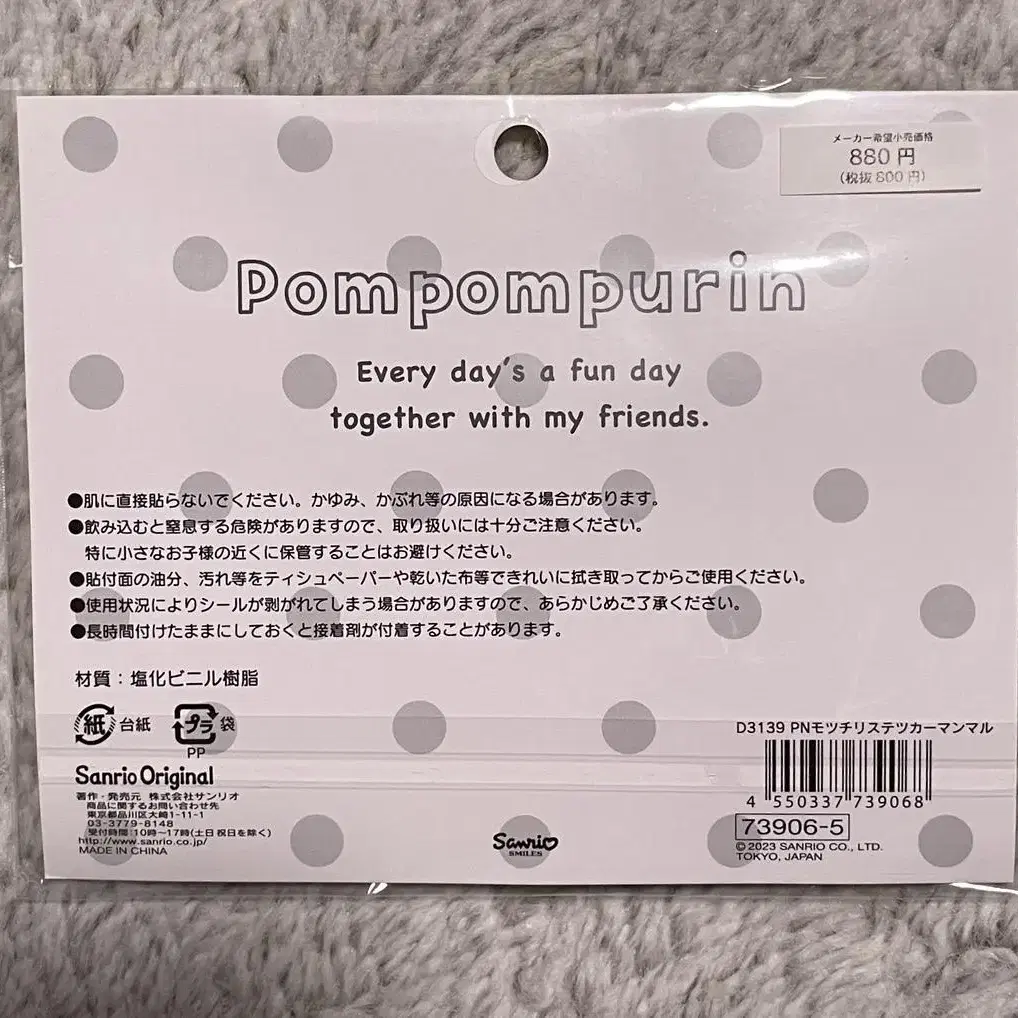 メーカー希望小売価格
880円
(税抜800円)
Pompompurin
Every day's a fun day
together with my friends.
●肌に直接貼らないでください。かゆみ、かぶれ等の原因になる場合があります。
●飲み込むと窒息する危険がありますので、取り扱いには十分ご注意ください。
特に小さなお子様の近くに保管することはお避けください。
●貼付面の油分、汚れ等をティシュペーパーや乾いた布等できれいに拭き取ってからご使用ください。
●使用状況によりシールが剥がれてしまう場合がありますので、あらかじめご了承ください。
●長時間付けたままにしておくと接着剤が付着することがあります。
材質：塩化ビニル樹脂
紙 台紙 プラ 袋
PP
Sanrio Original
著作・発売元 株式会社サンリオ
商品に関するお問い合わせ先
東京都品川区大崎1-11-1
03-3779-8148
受付時間:10時～17時(土日祝日を除く)
http://www.sanrio.co.jp/
MADE IN CHINA
Sanrio
SMILES
D3139 PNモツチリステツカーマンマル
4 550337 739068
73906-5
©2023 SANRIO CO., LTD.
TOKYO, JAPAN